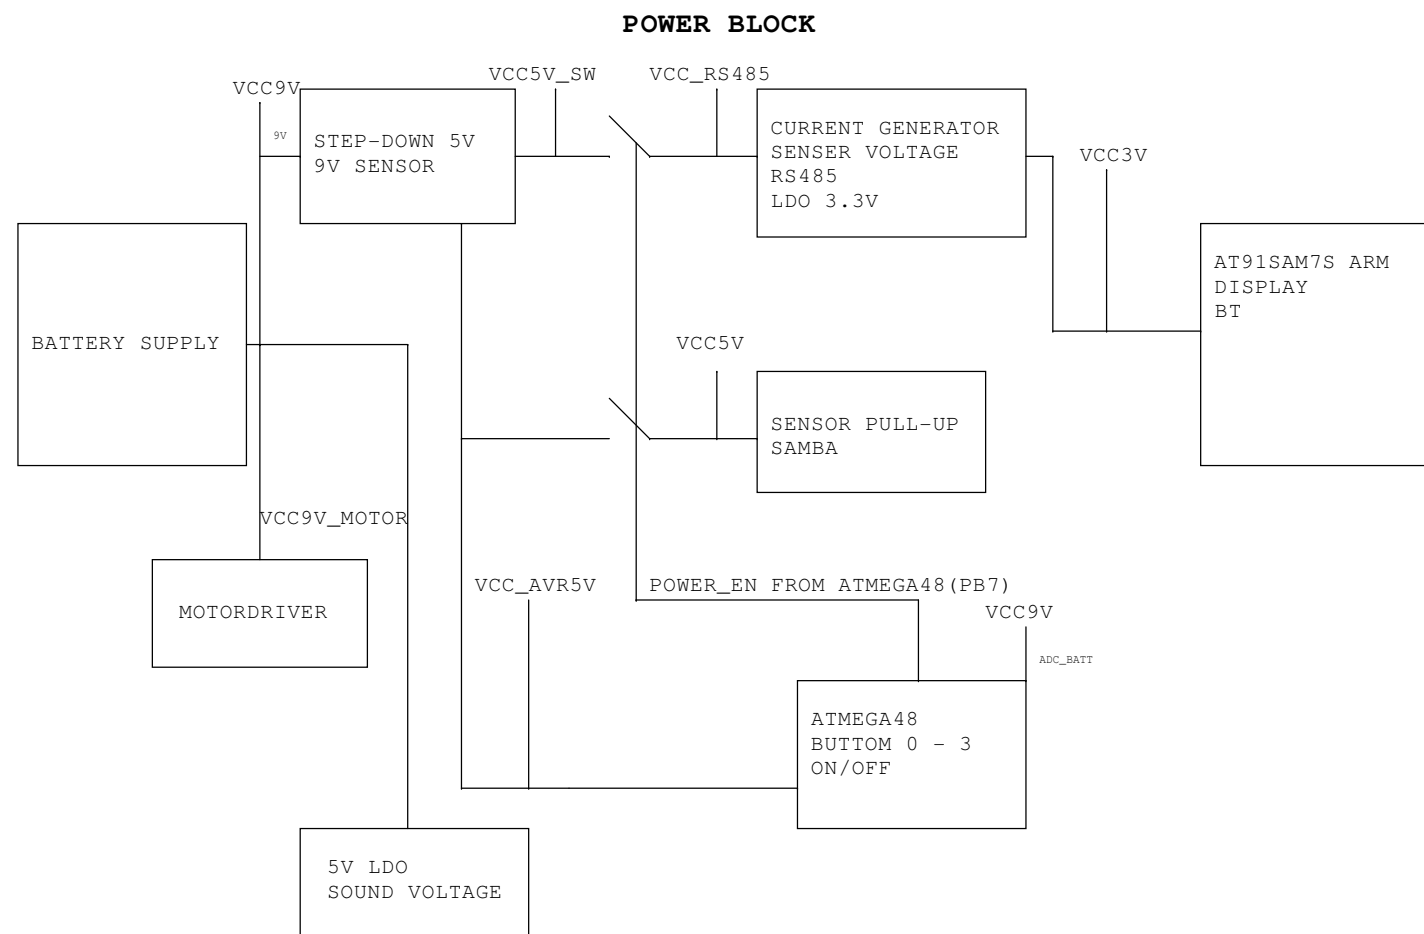 POWER BLOCK
VCC5V_SW
VCC_RS485
VCC9V
9V
STEP-DOWN 5V
9V SENSOR
CURRENT GENERATOR
SENSER VOLTAGE
RS485
LDO 3.3V
VCC3V
AT91SAM7S ARM
DISPLAY
BT
BATTERY SUPPLY
VCC5V
SENSOR PULL-UP
SAMBA
VCC9V_MOTOR
MOTORDRIVER
VCC_AVR5V
POWER_EN FROM ATMEGA48(PB7)
VCC9V
ADC_BATT
ATMEGA48
BUTTOM 0 - 3
ON/OFF
5V LDO
SOUND VOLTAGE